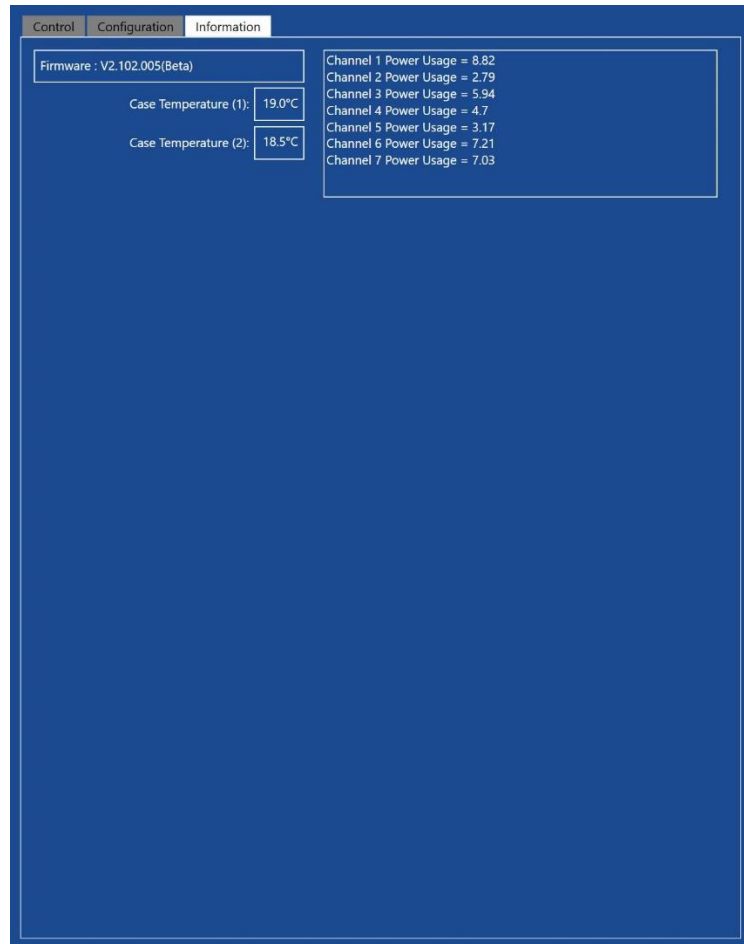 Control Configuration Information
Firmware : V2.102.005(Beta)
Case Temperature (1): 19.0°C
Case Temperature (2): 18.5°C
Channel 1 Power Usage = 8.82
Channel 2 Power Usage = 2.79
Channel 3 Power Usage = 5.94
Channel 4 Power Usage = 4.7
Channel 5 Power Usage = 3.17
Channel 6 Power Usage = 7.21
Channel 7 Power Usage = 7.03